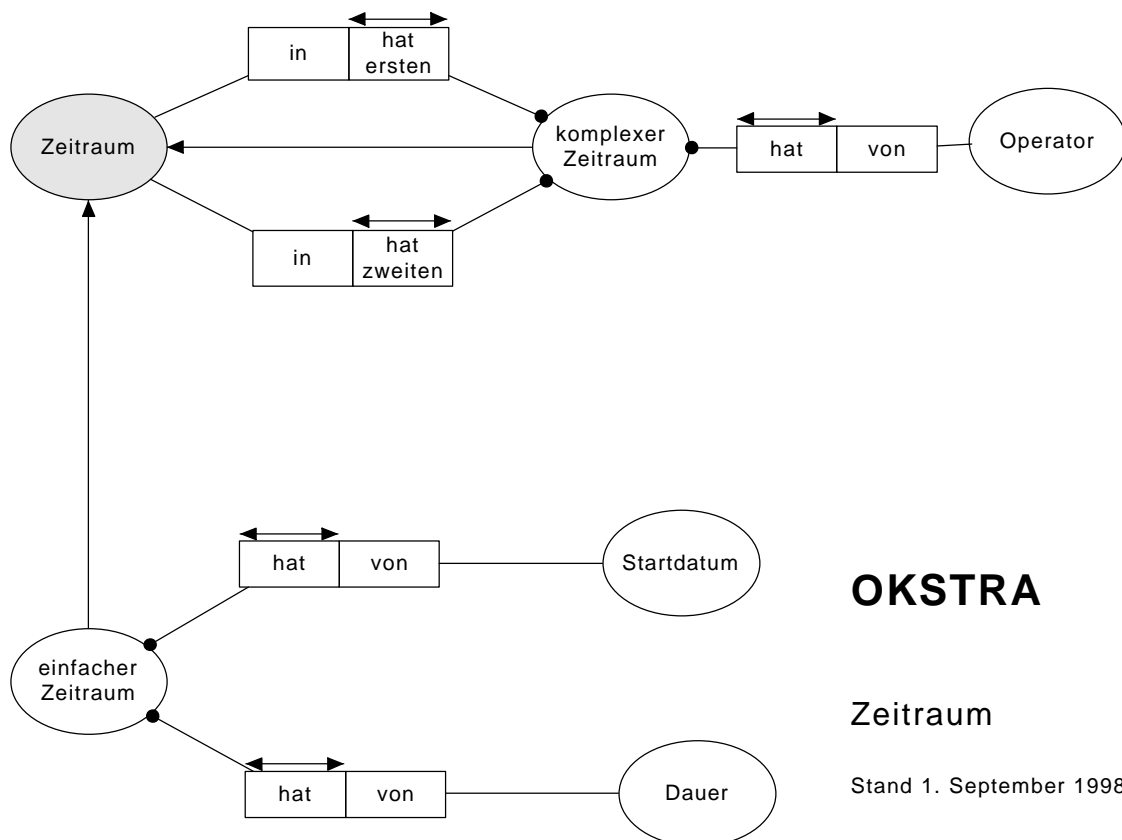 in
hat
ersten
Zeitraum
komplexer
Zeitraum
hat
von
Operator
in
hat
zweiten
hat
von
Startdatum
OKSTRA
einfacher
Zeitraum
Zeitraum
hat
von
Dauer
Stand 1. September 1998